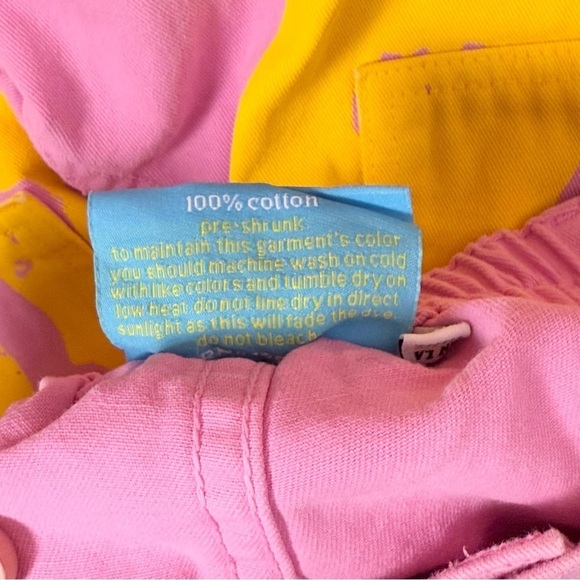 100% cotton
pre-shrunk
to maintain this garment's color
you should machine wash on cold
with like colors and tumble dry on
low heat. do not line dry in direct
sunlight as this will fade the dye.
do not bleach
LA